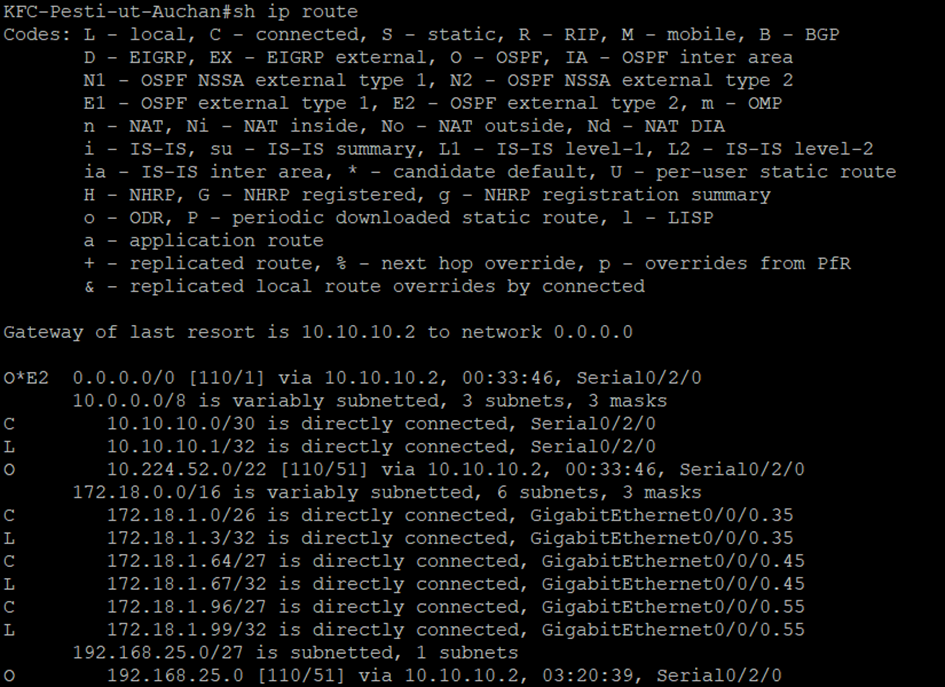 KFC-Pesti-ut-Auchan#sh ip route
Codes: L - local, C - connected, S - static, R - RIP, M - mobile, B - BGP
D - EIGRP, EX - EIGRP external, O - OSPF, IA - OSPF inter area
N1 - OSPF NSSA external type 1, N2 - OSPF NSSA external type 2
E1 - OSPF external type 1, E2 - OSPF external type 2, m - OMP
n - NAT, Ni - NAT inside, No - NAT outside, Nd - NAT DIA
i - IS-IS, su - IS-IS summary, L1 - IS-IS level-1, L2 - IS-IS level-2
ia - IS-IS inter area, * - candidate default, U - per-user static route
H - NHRP, G - NHRP registered, g - NHRP registration summary
o - ODR, P - periodic downloaded static route, l - LISP
a - application route
+ - replicated route, % - next hop override, p - overrides from PfR
& - replicated local route overrides by connected
Gateway of last resort is 10.10.10.2 to network 0.0.0.0
O*E2 0.0.0.0/0 [110/1] via 10.10.10.2, 00:33:46, Serial0/2/0
10.0.0.0/8 is variably subnetted, 3 subnets, 3 masks
C 10.10.10.0/30 is directly connected, Serial0/2/0
L 10.10.10.1/32 is directly connected, Serial0/2/0
O 10.224.52.0/22 [110/51] via 10.10.10.2, 00:33:46, Serial0/2/0
172.18.0.0/16 is variably subnetted, 6 subnets, 3 masks
C 172.18.1.0/26 is directly connected, GigabitEthernet0/0/0.35
L 172.18.1.3/32 is directly connected, GigabitEthernet0/0/0.35
C 172.18.1.64/27 is directly connected, GigabitEthernet0/0/0.45
L 172.18.1.67/32 is directly connected, GigabitEthernet0/0/0.45
C 172.18.1.96/27 is directly connected, GigabitEthernet0/0/0.55
L 172.18.1.99/32 is directly connected, GigabitEthernet0/0/0.55
192.168.25.0/27 is subnetted, 1 subnets
O 192.168.25.0 [110/51] via 10.10.10.2, 03:20:39, Serial0/2/0